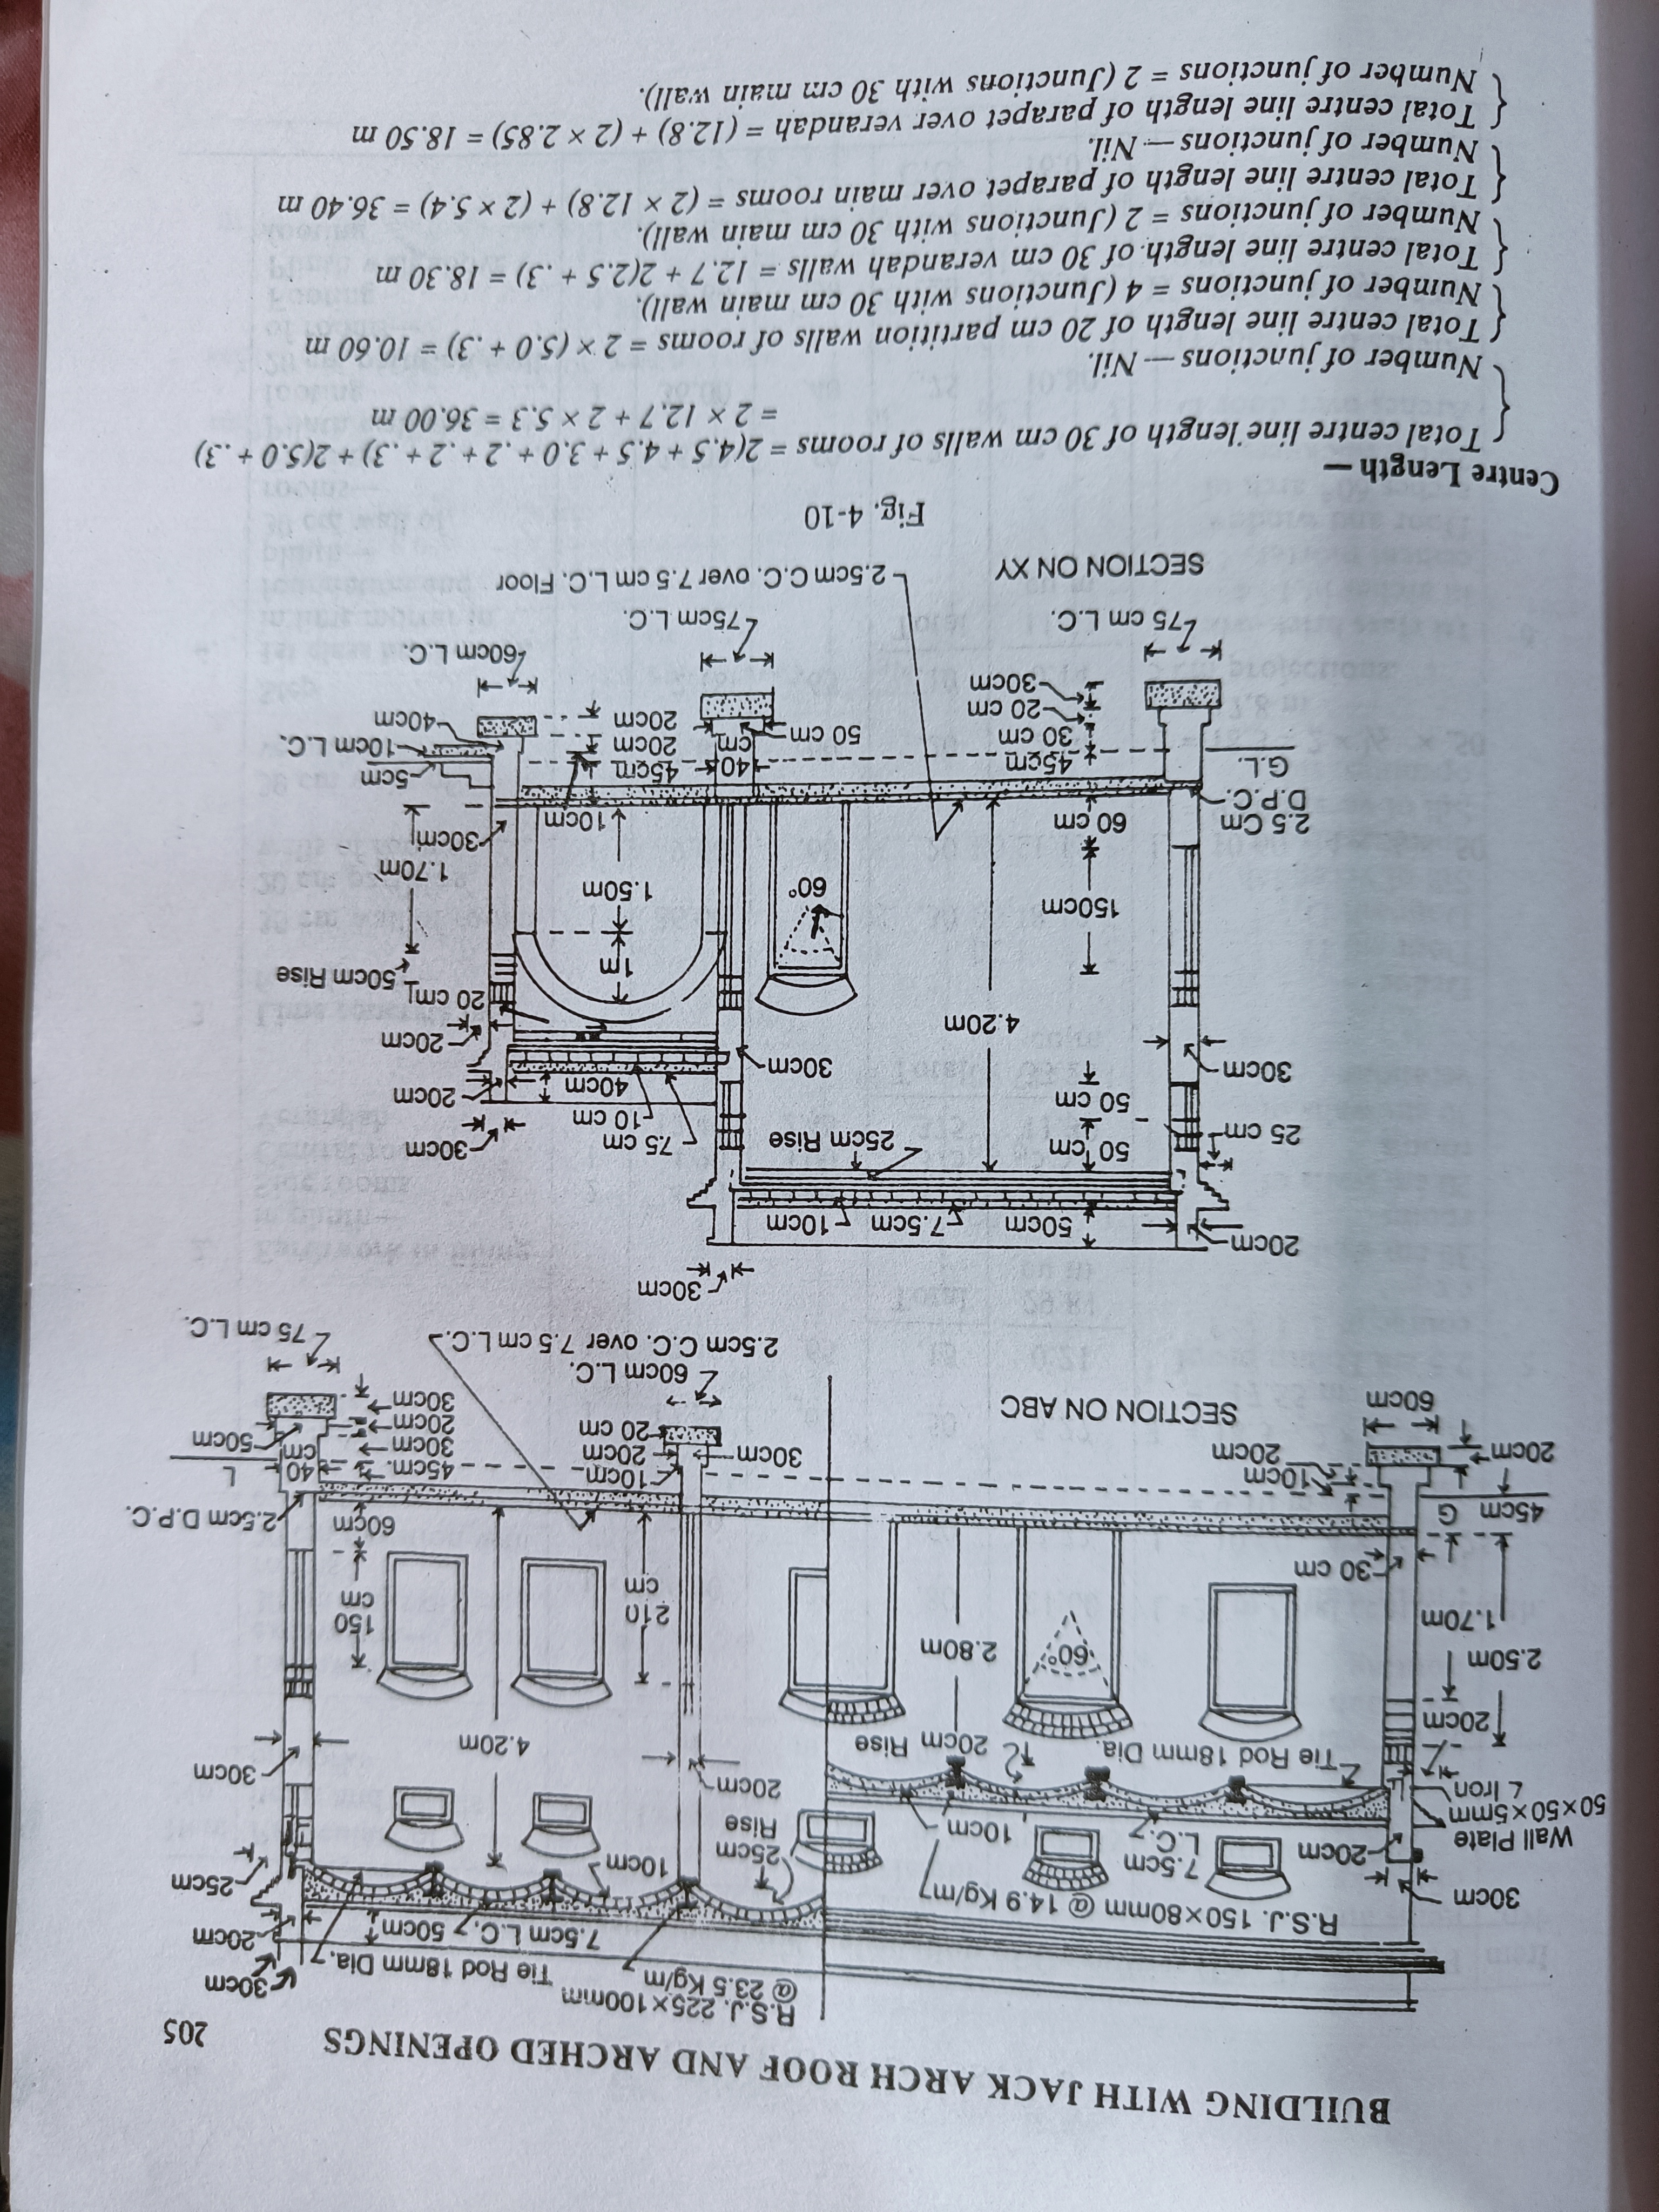 BUILDING WITH JACK ARCH ROOF AND ARCHED OPENINGS 205
R.S.J. 225×100mm
@ 23.5 Kg/m
Tie Rod 18mm Dia.
30cm
20cm
7.5cm L.C.
50cm
25cm
10cm
25cm
Rise
20cm
30cm
4.20m
210
cm
150
cm
60cm
2.5cm D.P.C.
L
10cm
20cm
20 cm
30cm
60cm L.C.
2.5cm C.C. over 7.5 cm L.C.
45cm.
30cm
20cm
30cm
40
cm
50cm
75 cm L.C.
R.S.J. 150×80mm @ 14.9 Kg/m
30cm
20cm
Wall Plate
50×50×5mm
L Iron
7.5cm
L.C.
10cm
Tie Rod 18mm Dia.
20cm Rise
20cm
2.50m
1.70m
60°
2.80m
30 cm
45cm
G
10cm
20cm
20cm
60cm
SECTION ON ABC
30cm
20cm
50cm
7.5cm
10cm
25 cm
50 cm
50 cm
25cm Rise
30cm
4.20m
30cm
150cm
60 cm
60°
2.5 Cm
D.P.C.
G.L.
45cm
30 cm
20 cm
30cm
75 cm L.C.
30cm
7.5 cm
10 cm
40cm
20cm
20cm
20 cm
50cm Rise
1m
1.50m
1.70m
30cm
10cm
5cm
10cm L.C.
40cm
45cm
20cm
20cm
40
cm
50 cm
60cm L.C.
75cm L.C.
2.5cm C.C. over 7.5 cm L.C. Floor
SECTION ON XY
Fig. 4-10
Centre Length —
Total centre line length of 30 cm walls of rooms = 2(4.5 + 4.5 + 3.0 + .2 + .2 + .3) + 2(5.0 + .3)
= 2 × 12.7 + 2 × 5.3 = 36.00 m
Number of junctions — Nil.
Total centre line length of 20 cm partition walls of rooms = 2 × (5.0 + .3) = 10.60 m
Number of junctions = 4 (Junctions with 30 cm main wall).
Total centre line length of 30 cm verandah walls = 12.7 + 2(2.5 + .3) = 18.30 m
Number of junctions = 2 (Junctions with 30 cm main wall).
Total centre line length of parapet over main rooms = (2 × 12.8) + (2 × 5.4) = 36.40 m
Number of junctions — Nil.
Total centre line length of parapet over verandah = (12.8) + (2 × 2.85) = 18.50 m
Number of junctions = 2 (Junctions with 30 cm main wall).